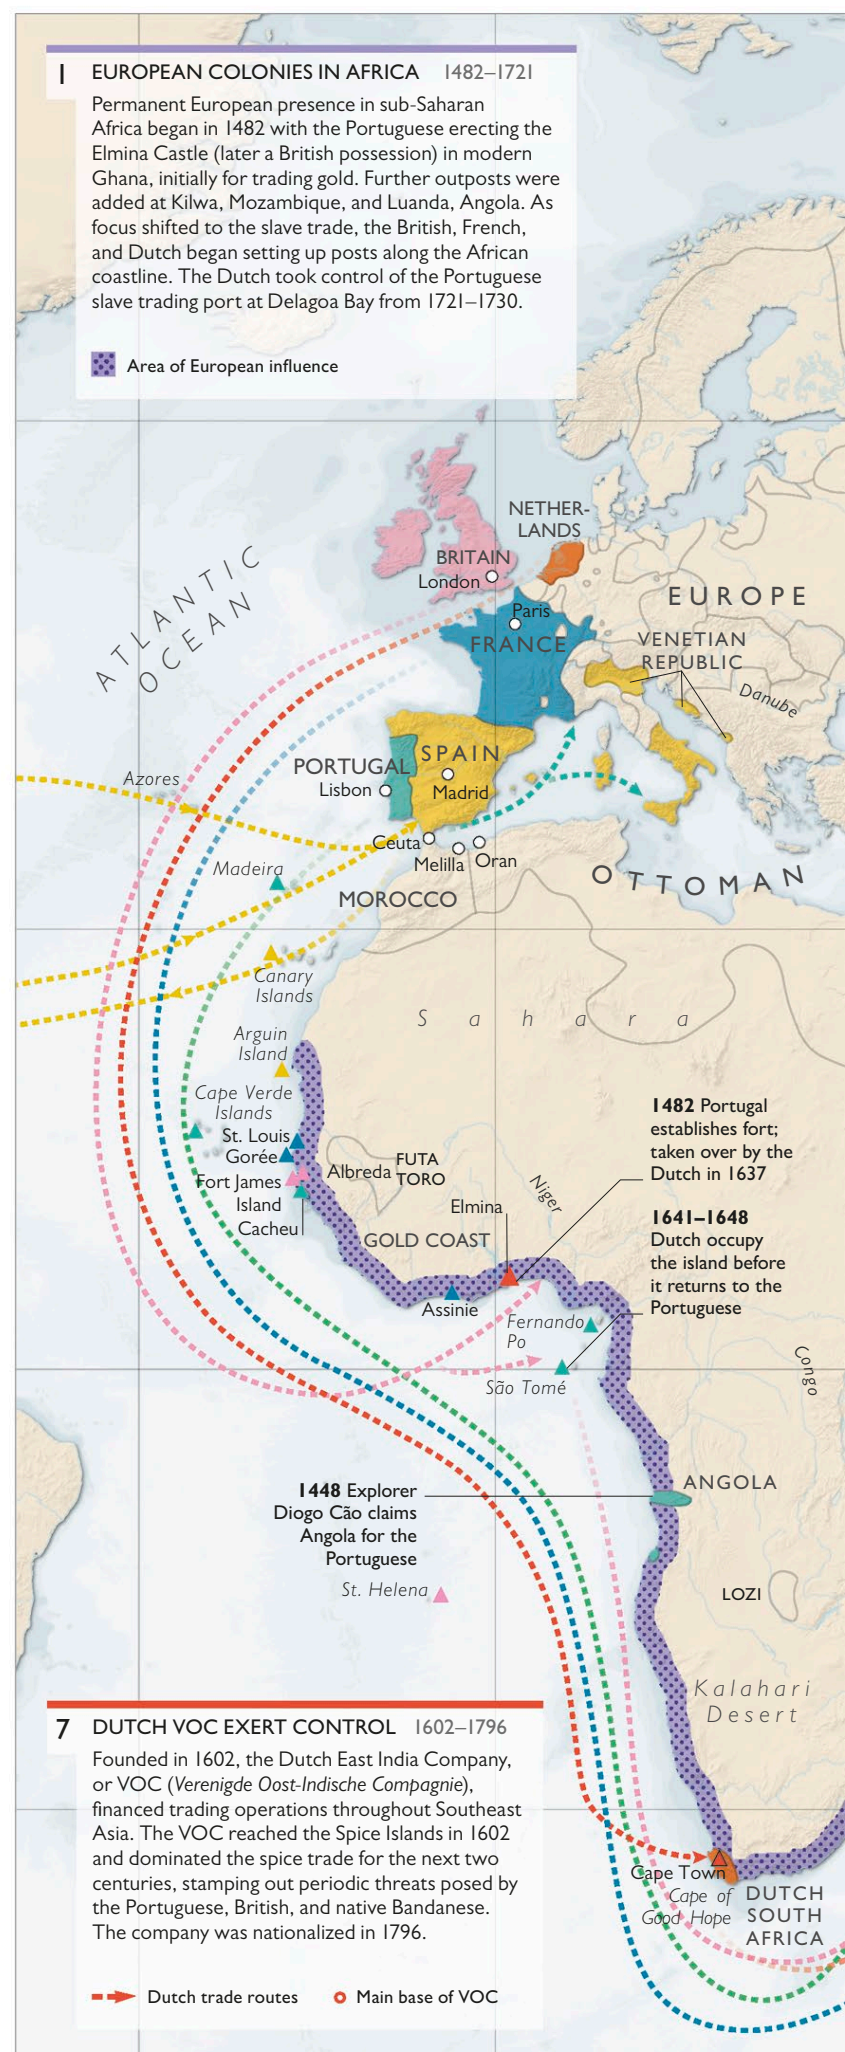 1 EUROPEAN COLONIES IN AFRICA 1482–1721
Permanent European presence in sub-Saharan
Africa began in 1482 with the Portuguese erecting the
Elmina Castle (later a British possession) in modern
Ghana, initially for trading gold. Further outposts were
added at Kilwa, Mozambique, and Luanda, Angola. As
focus shifted to the slave trade, the British, French,
and Dutch began setting up posts along the African
coastline. The Dutch took control of the Portuguese
slave trading port at Delagoa Bay from 1721–1730.
Area of European influence
NETHER-
LANDS
BRITAIN
London
ATLANTIC
OCEAN
EUROPE
Paris
FRANCE
VENETIAN
REPUBLIC
Danube
SPAIN
PORTUGAL
Lisbon
Madrid
Azores
Ceuta
Melilla
Oran
Madeira
OTTOMAN
MOROCCO
Canary
Islands
Sahara
Arguin
Island
Cape Verde
Islands
St. Louis
Gorée
Fort James
Island
Cacheu
Albreda
FUTA
TORO
1482 Portugal
establishes fort;
taken over by the
Dutch in 1637
Niger
Elmina
GOLD COAST
1641–1648
Dutch occupy
the island before
it returns to the
Portuguese
Assinie
Fernando
Po
São Tomé
Congo
ANGOLA
1448 Explorer
Diogo Cão claims
Angola for the
Portuguese
St. Helena
LOZI
Kalahari
Desert
7 DUTCH VOC EXERT CONTROL 1602–1796
Founded in 1602, the Dutch East India Company,
or VOC (Verenigde Oost-Indische Compagnie),
financed trading operations throughout Southeast
Asia. The VOC reached the Spice Islands in 1602
and dominated the spice trade for the next two
centuries, stamping out periodic threats posed by
the Portuguese, British, and native Bandanese.
The company was nationalized in 1796.
Dutch trade routes
Main base of VOC
Cape Town
Cape of
Good Hope
DUTCH
SOUTH
AFRICA